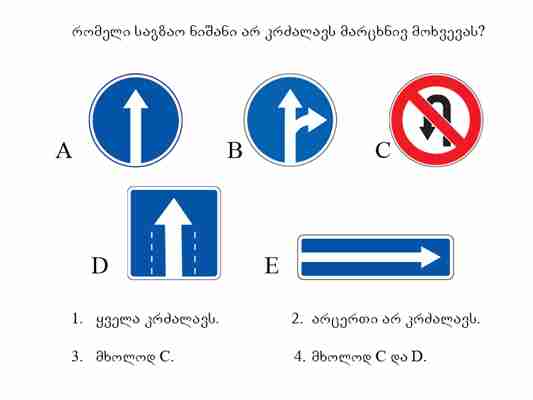 რომელი საგზაო ნიშანი არ კრძალავს მარცხნივ მოხვევას?
A B C
D E
1. ყველა კრძალავს. 2. არცერთი არ კრძალავს.
3. მხოლოდ C. 4. მხოლოდ C და D.